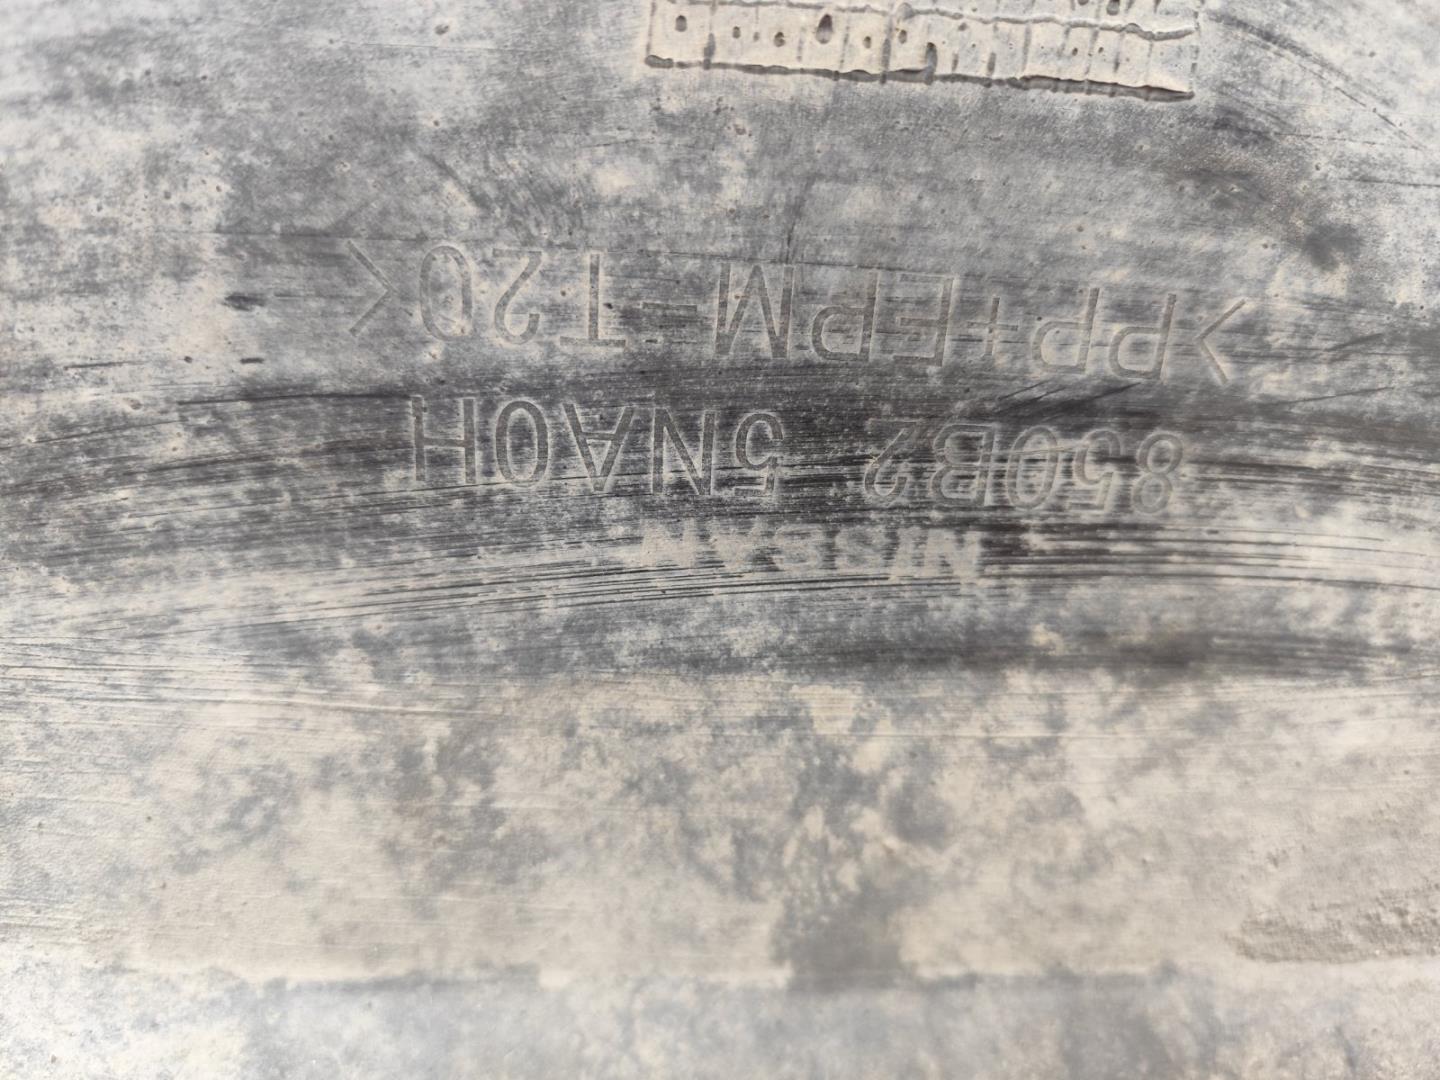 NISSAN
850B2 5NA0H
>PP+EPM-T20<